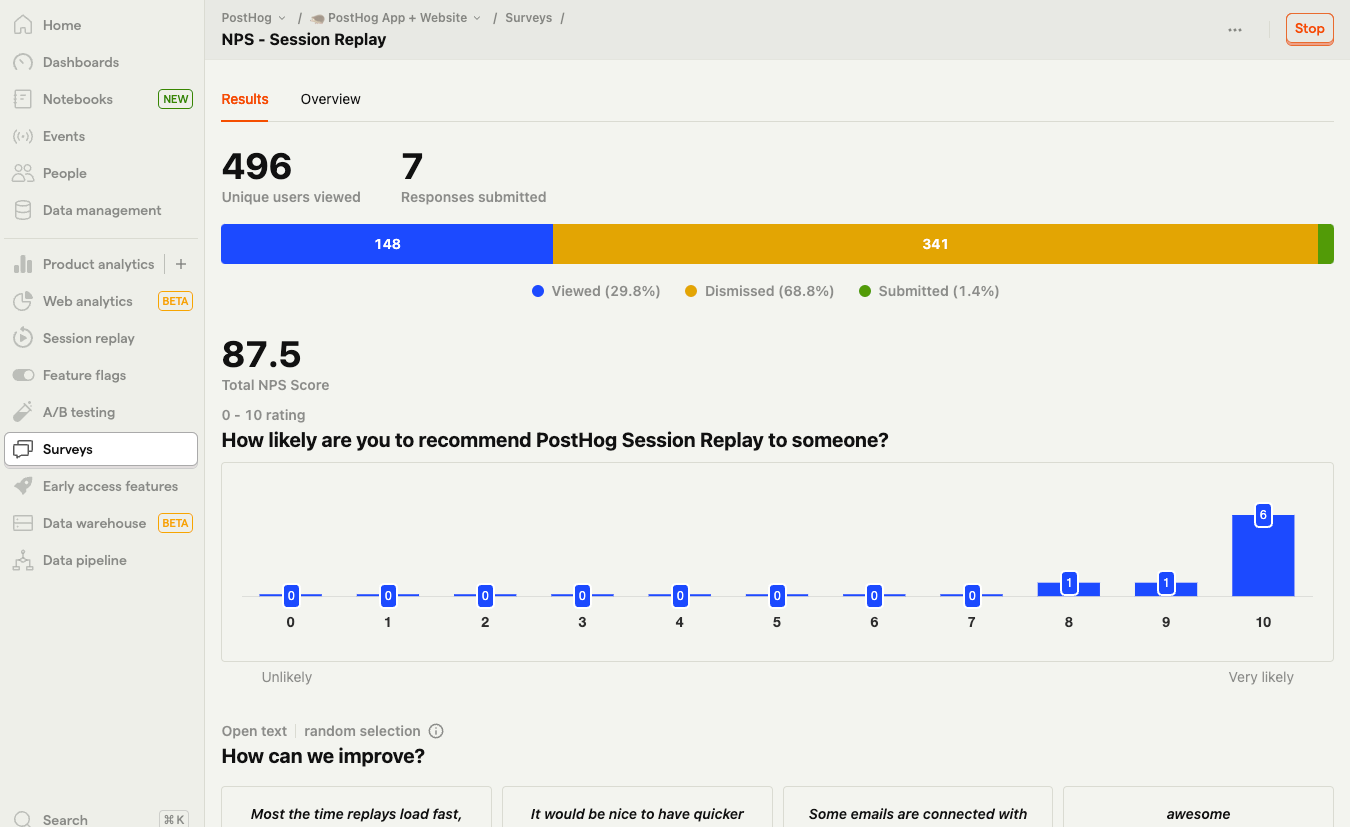 Home
Dashboards
Notebooks NEW
Events
People
Data management
Product analytics +
Web analytics BETA
Session replay
Feature flags
A/B testing
Surveys
Early access features
Data warehouse BETA
Data pipeline
Search ⌘ K
PostHog / PostHog App + Website / Surveys /
NPS - Session Replay
Stop
Results Overview
496 7
Unique users viewed Responses submitted
148 341
Viewed (29.8%) Dismissed (68.8%) Submitted (1.4%)
87.5
Total NPS Score
0 - 10 rating
How likely are you to recommend PostHog Session Replay to someone?
0 0 0 0 0 0 0 0 1 1 6
0 1 2 3 4 5 6 7 8 9 10
Unlikely Very likely
Open text random selection
How can we improve?
Most the time replays load fast, It would be nice to have quicker Some emails are connected with awesome